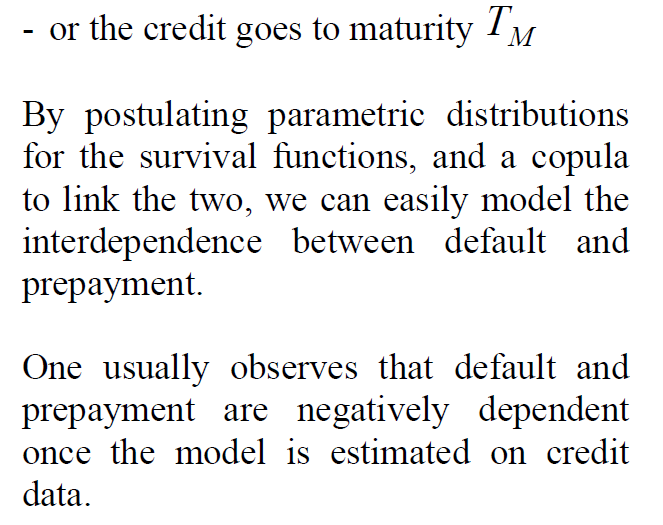 - or the credit goes to maturity T_M
By postulating parametric distributions
for the survival functions, and a copula
to link the two, we can easily model the
interdependence between default and
prepayment.
One usually observes that default and
prepayment are negatively dependent
once the model is estimated on credit
data.